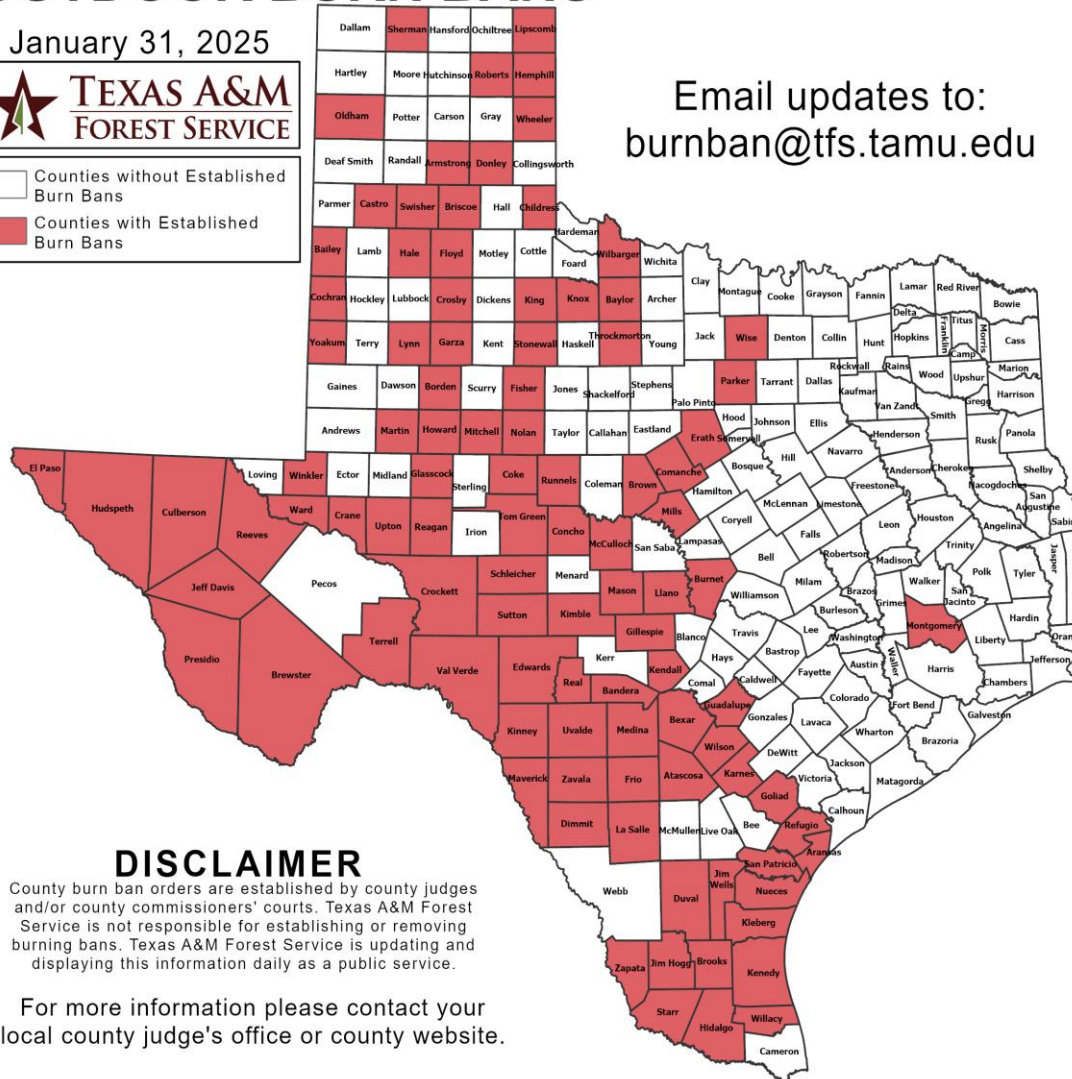 January 31, 2025
TEXAS A&M
FOREST SERVICE
Counties without Established
Burn Bans
Counties with Established
Burn Bans
Email updates to:
burnban@tfs.tamu.edu
Dallam Sherman Hansford Ochiltree Lipscomb
Hartley Moore Hutchinson Roberts Hemphill
Oldham Potter Carson Gray Wheeler
Deaf Smith Randall Armstrong Donley Collingsworth
Parmer Castro Swisher Briscoe Hall Childress
Hardeman
Bailey Lamb Hale Floyd Motley Cottle Foard Wilbarger Wichita
Clay Montague Cooke Grayson Fannin Lamar Red River Bowie
Cochran Hockley Lubbock Crosby Dickens King Knox Baylor Archer
Delta Franklin Titus Morris
Yoakum Terry Lynn Garza Kent Stonewall Haskell Throckmorton Young Jack Wise Denton Collin Hunt Hopkins Camp Cass
Rockwall Rains Wood Upshur Marion
Gaines Dawson Borden Scurry Fisher Jones Shackelford Stephens Palo Pinto Parker Tarrant Dallas Kaufman Van Zandt Gregg Harrison
Andrews Martin Howard Mitchell Nolan Taylor Callahan Eastland Erath Hood Somervell Johnson Ellis Henderson Smith Rusk Panola
El Paso Hudspeth Culberson Reeves Loving Winkler Ector Midland Glasscock Sterling Coke Runnels Coleman Brown Comanche Bosque Hill Navarro Anderson Cherokee Nacogdoches Shelby
San
Augustine
Sabin
Ward Crane Upton Reagan Irion Tom Green Concho McCulloch San Saba Mills Hamilton Lampasas Coryell McLennan Limestone Freestone Leon Houston Angelina
Jeff Davis Pecos Crockett Schleicher Menard Mason Llano Burnet Bell Falls Robertson Madison Trinity Polk Tyler Jasper
Sutton Kimble Williamson Milam Brazos Grimes Walker
San
Jacinto
Hardin
Presidio Brewster Terrell Val Verde Edwards Kerr Gillespie Blanco Travis Lee Burleson Washington Montgomery Liberty Oran
Real Bandera Kendall Comal Hays Caldwell Bastrop Fayette Austin Waller Harris Chambers Jefferson
Kinney Uvalde Medina Bexar Guadalupe Gonzales Lavaca Colorado Fort Bend Galveston
Wilson Wharton Brazoria
Maverick Zavala Frio Atascosa Karnes DeWitt Victoria Jackson Matagorda
Dimmit La Salle McMullen Live Oak Bee Goliad Refugio Calhoun
Aransas
San Patricio
Webb Duval
Jim
Wells
Nueces
Kleberg
Zapata Jim Hogg Brooks Kenedy
Starr Hidalgo Willacy
Cameron
DISCLAIMER
County burn ban orders are established by county judges
and/or county commissioners' courts. Texas A&M Forest
Service is not responsible for establishing or removing
burning bans. Texas A&M Forest Service is updating and
displaying this information daily as a public service.
For more information please contact your
local county judge's office or county website.